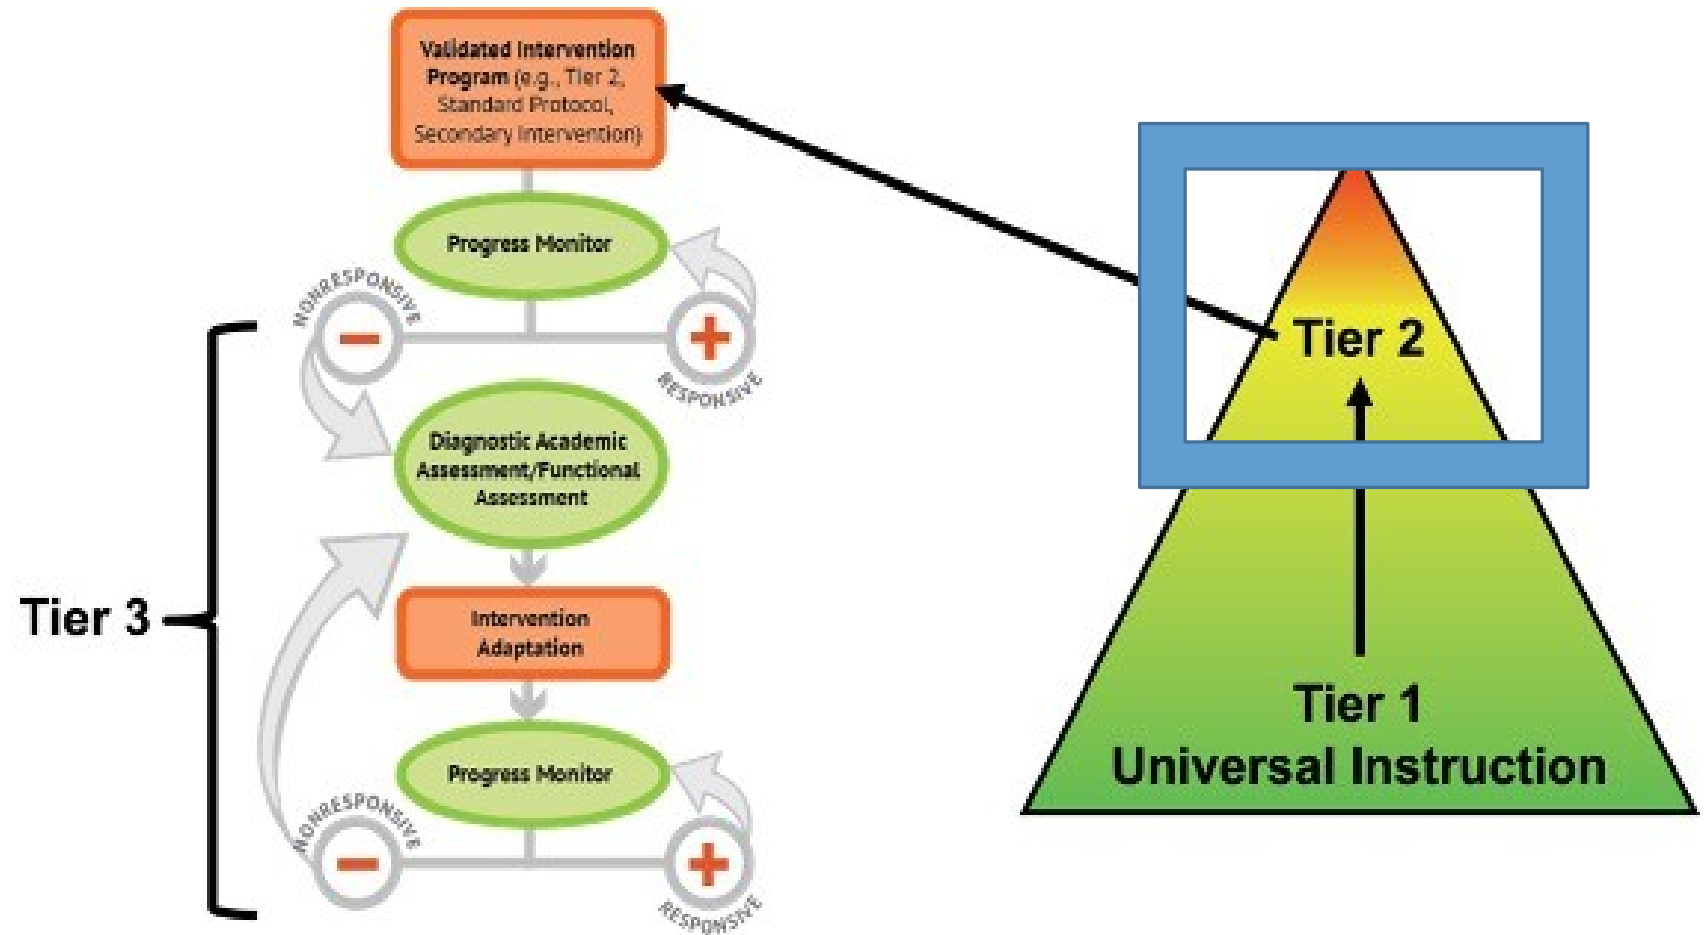 Validated Intervention
Program (e.g., Tier 2,
Standard Protocol,
Secondary Intervention)
Progress Monitor
NONRESPONSIVE
RESPONSIVE
Diagnostic Academic
Assessment/Functional
Assessment
Intervention
Adaptation
Progress Monitor
NONRESPONSIVE
RESPONSIVE
Tier 3
Tier 2
Tier 1
Universal Instruction